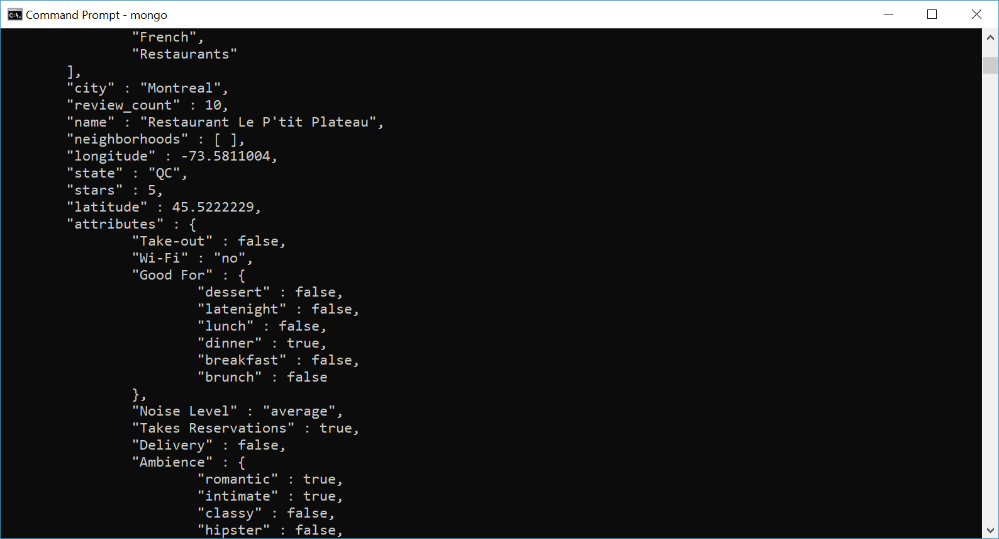 Command Prompt - mongo
"French",
"Restaurants"
],
"city" : "Montreal",
"review_count" : 10,
"name" : "Restaurant Le P'tit Plateau",
"neighborhoods" : [ ],
"longitude" : -73.5811004,
"state" : "QC",
"stars" : 5,
"latitude" : 45.5222229,
"attributes" : {
"Take-out" : false,
"Wi-Fi" : "no",
"Good For" : {
"dessert" : false,
"latenight" : false,
"lunch" : false,
"dinner" : true,
"breakfast" : false,
"brunch" : false
},
"Noise Level" : "average",
"Takes Reservations" : true,
"Delivery" : false,
"Ambience" : {
"romantic" : true,
"intimate" : true,
"classy" : false,
"hipster" : false,